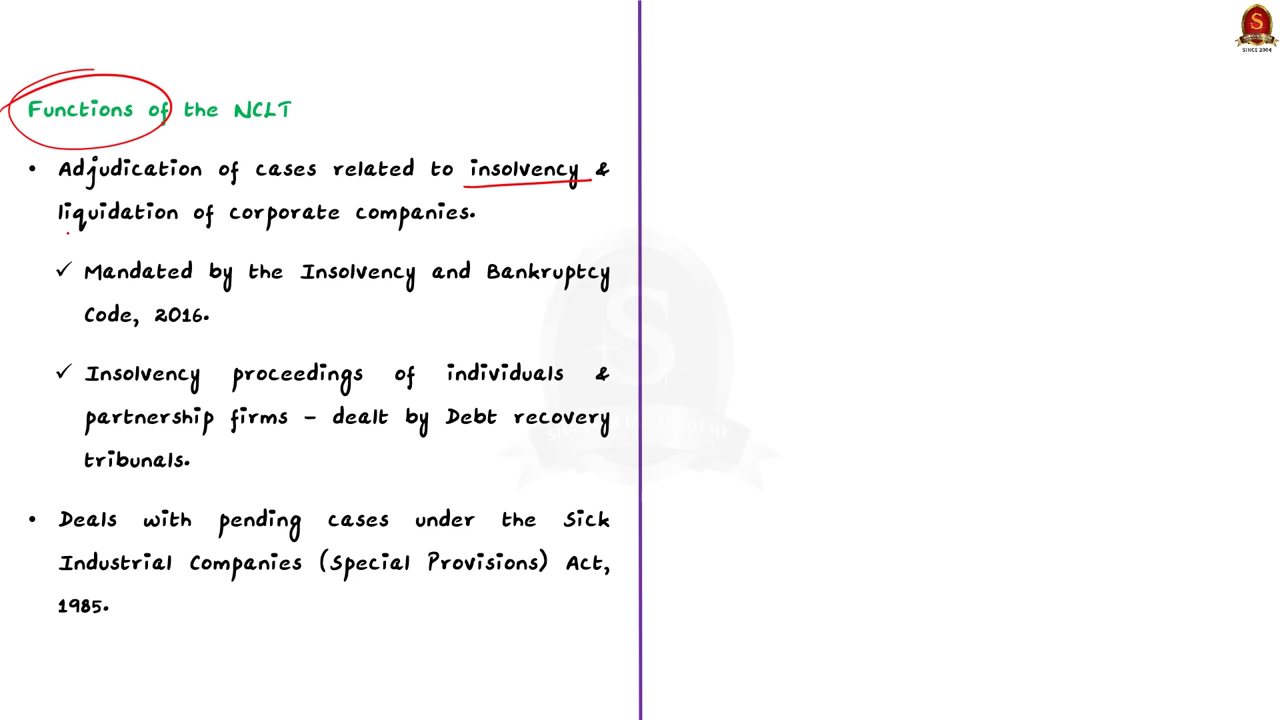 SINCE 2004
Functions of the NCLT
• Adjudication of cases related to insolvency &
liquidation of corporate companies.
✓ Mandated by the Insolvency and Bankruptcy
Code, 2016.
✓ Insolvency proceedings of individuals &
partnership firms – dealt by Debt recovery
tribunals.
• Deals with pending cases under the Sick
Industrial Companies (Special Provisions) Act,
1985.